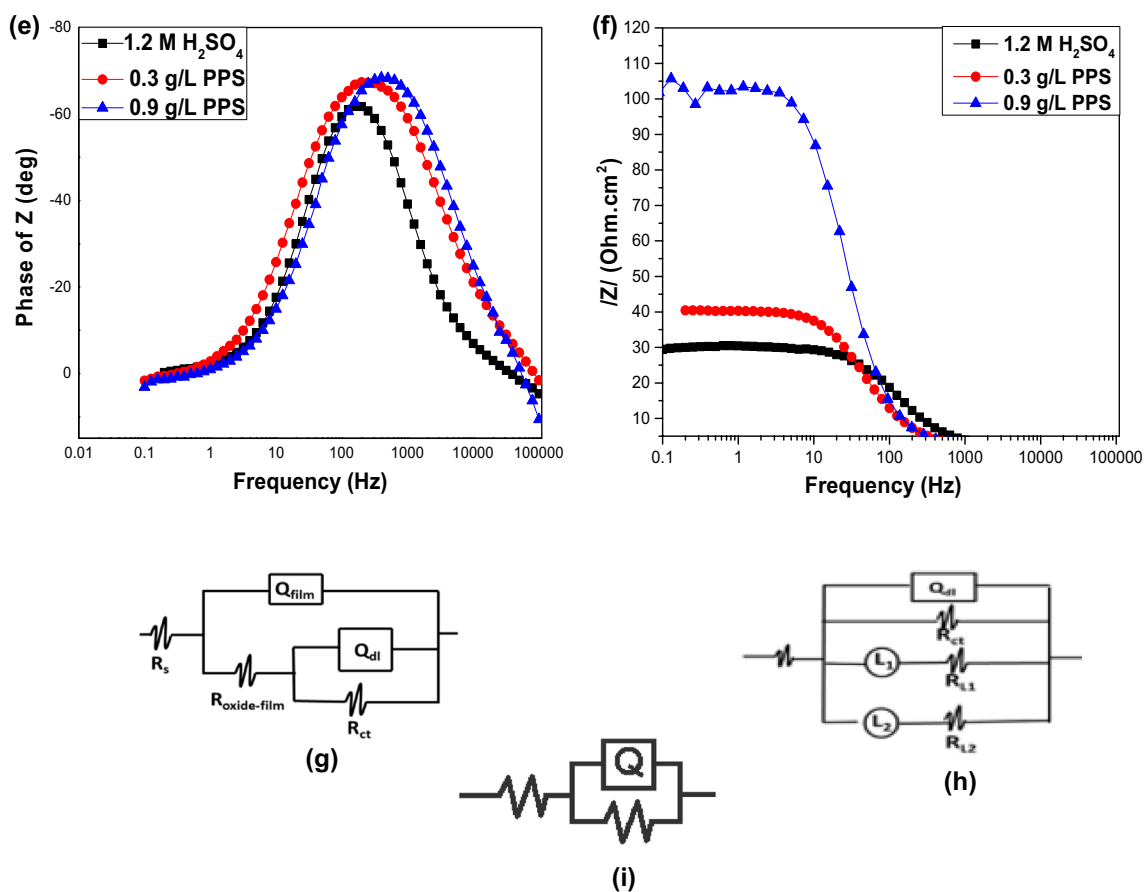 (e)
-80
-60
-40
-20
0
Phase of Z (deg)
1.2 M H₂SO₄
0.3 g/L PPS
0.9 g/L PPS
0.01 0.1 1 10 100 1000 10000 100000
Frequency (Hz)
(f)
120
110
100
90
80
70
60
50
40
30
20
10
/Z/ (Ohm.cm²)
1.2 M H₂SO₄
0.3 g/L PPS
0.9 g/L PPS
0.1 1 10 100 1000 100000
Frequency (Hz)
Qfilm
Rs
Qdl
Roxide-film
Rct
(g)
Qdl
Rct
L₁
RL1
L₂
RL2
(h)
Q
(i)